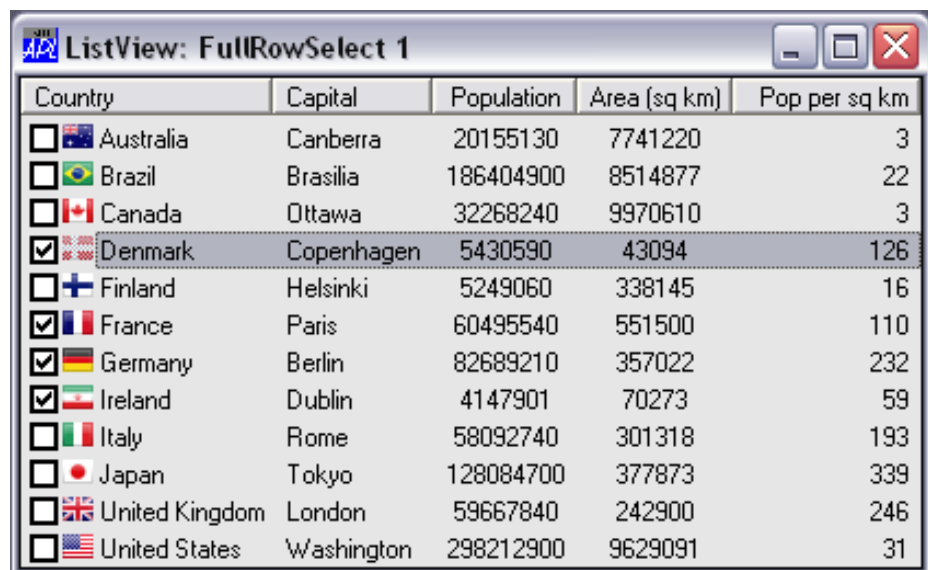 APL ListView: FullRowSelect 1
Country Capital Population Area (sq km) Pop per sq km
Australia Canberra 20155130 7741220 3
Brazil Brasilia 186404900 8514877 22
Canada Ottawa 32268240 9970610 3
Denmark Copenhagen 5430590 43094 126
Finland Helsinki 5249060 338145 16
France Paris 60495540 551500 110
Germany Berlin 82689210 357022 232
Ireland Dublin 4147901 70273 59
Italy Rome 58092740 301318 193
Japan Tokyo 128084700 377873 339
United Kingdom London 59667840 242900 246
United States Washington 298212900 9629091 31